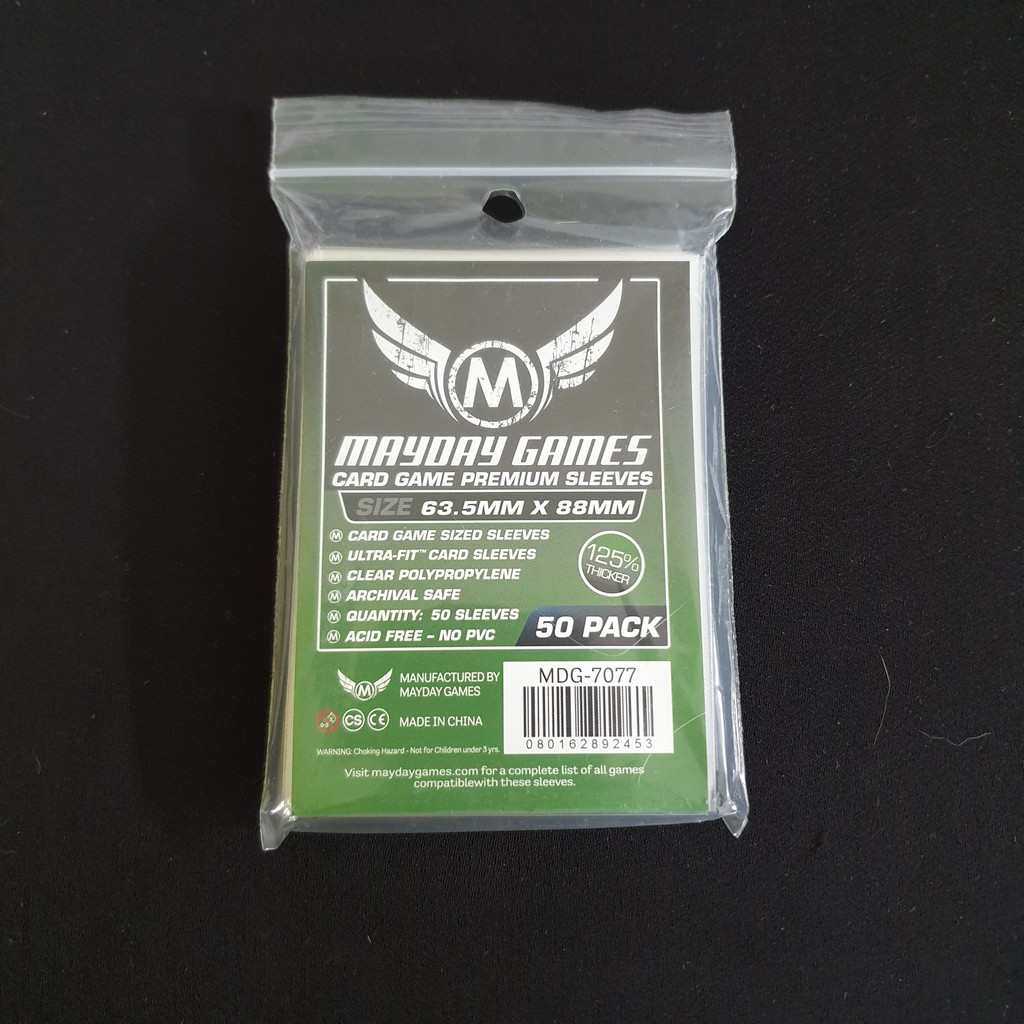 M
MAYDAY GAMES
CARD GAME PREMIUM SLEEVES
SIZE 63.5MM X 88MM
M CARD GAME SIZED SLEEVES
M ULTRA-FIT™ CARD SLEEVES
M CLEAR POLYPROPYLENE
M ARCHIVAL SAFE
M QUANTITY: 50 SLEEVES
M ACID FREE - NO PVC
125%
THICKER
50 PACK
M
MANUFACTURED BY
MAYDAY GAMES
CS CE MADE IN CHINA
WARNING: Choking Hazard - Not for Children under 3 yrs.
MDG-7077
080162892453
Visit maydaygames.com for a complete list of all games
compatiblewith these sleeves.